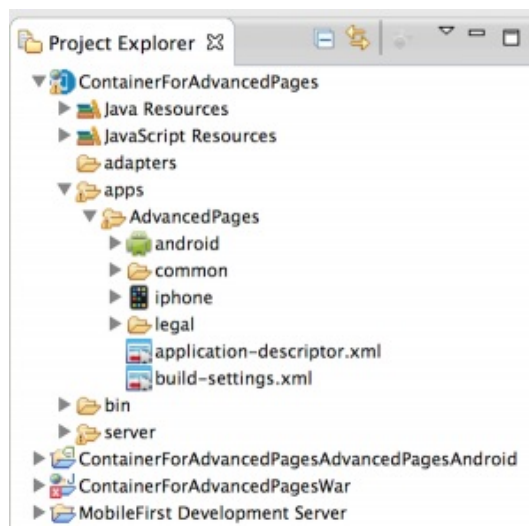 Project Explorer
ContainerForAdvancedPages
Java Resources
JavaScript Resources
adapters
apps
AdvancedPages
android
common
iphone
legal
application-descriptor.xml
build-settings.xml
bin
server
ContainerForAdvancedPagesAdvancedPagesAndroid
ContainerForAdvancedPagesWar
MobileFirst Development Server